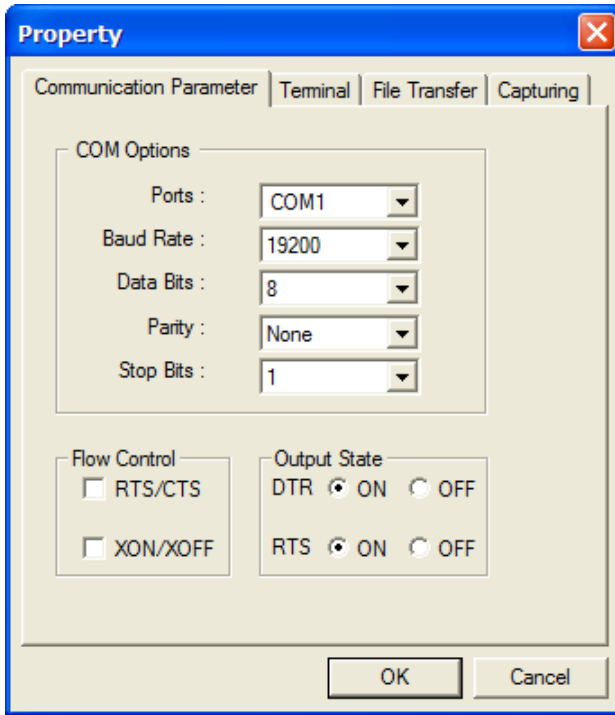 Property
Communication Parameter Terminal File Transfer Capturing
COM Options
Ports : COM1
Baud Rate : 19200
Data Bits : 8
Parity : None
Stop Bits : 1
Flow Control
RTS/CTS
XON/XOFF
Output State
DTR ON OFF
RTS ON OFF
OK Cancel